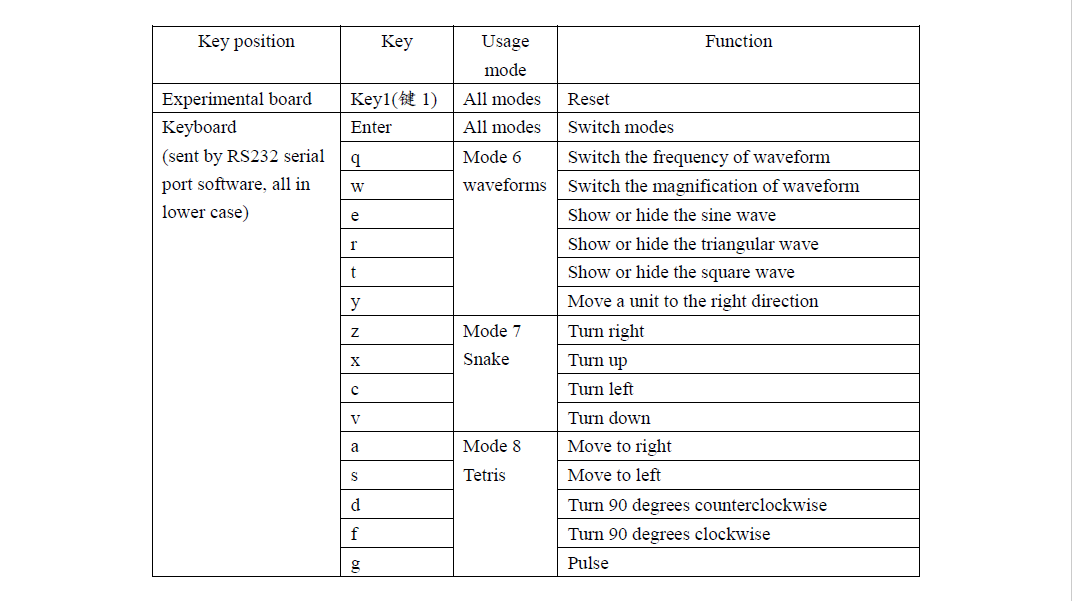 Key position Key Usage mode Function
Experimental board Key1(键 1) All modes Reset
Keyboard (sent by RS232 serial port software, all in lower case) Enter All modes Switch modes
q Mode 6 waveforms Switch the frequency of waveform
w Switch the magnification of waveform
e Show or hide the sine wave
r Show or hide the triangular wave
t Show or hide the square wave
y Move a unit to the right direction
z Mode 7 Snake Turn right
x Turn up
c Turn left
v Turn down
a Mode 8 Tetris Move to right
s Move to left
d Turn 90 degrees counterclockwise
f Turn 90 degrees clockwise
g Pulse